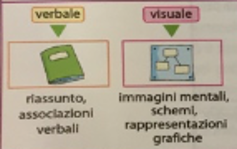 verbale
visuale
riassunto,
associazioni
verbali
immagini mentali,
schemi,
rappresentazioni
grafiche